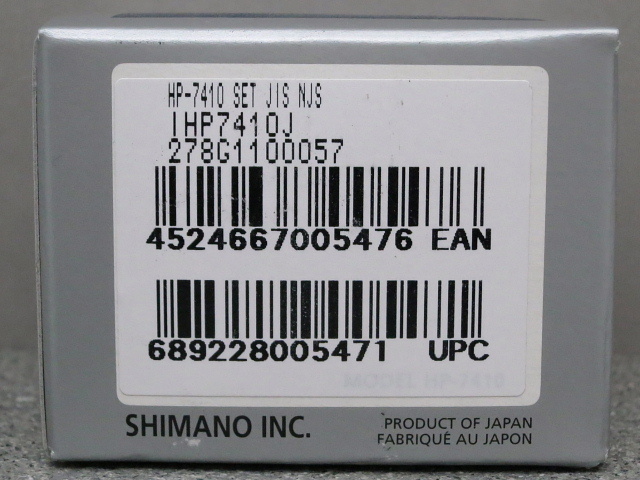 HP-7410 SET JIS NJS
IHP7410J
278G1100057
4524667005476 EAN
689228005471 UPC
MODEL HP-7410
SHIMANO INC.
PRODUCT OF JAPAN
FABRIQUÉ AU JAPON